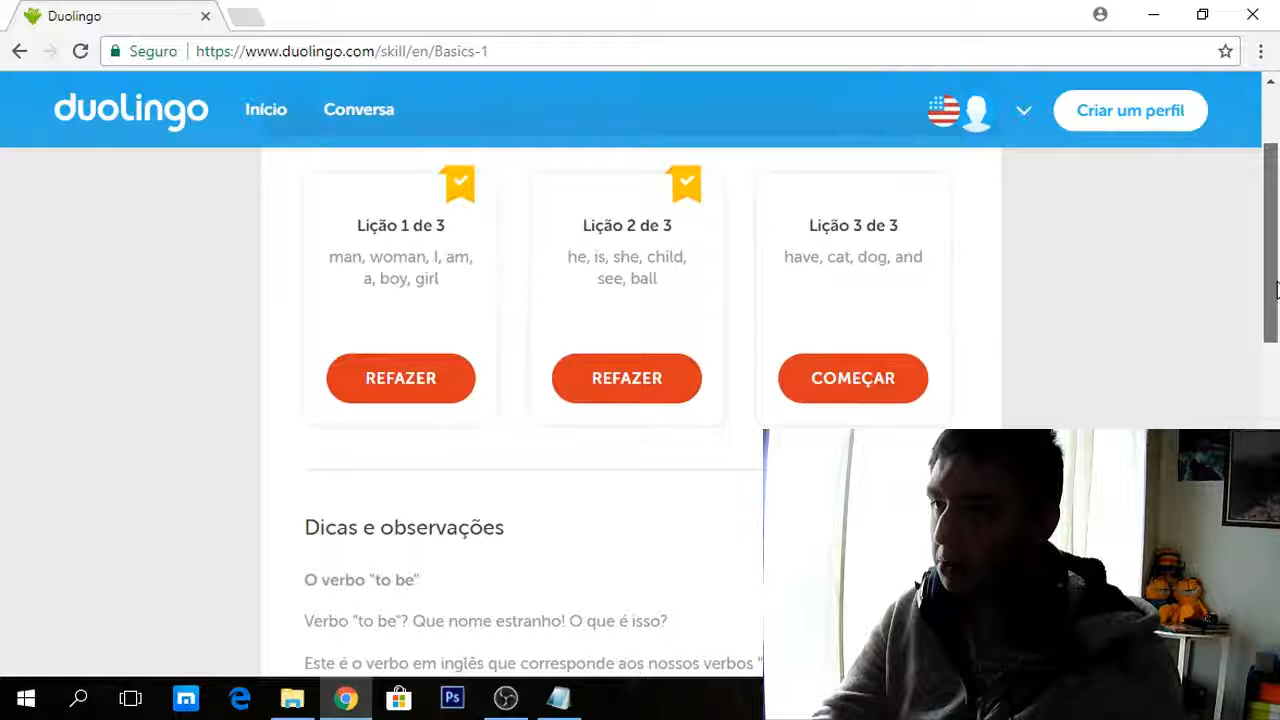 Duolingo
Seguro
https://www.duolingo.com/skill/en/Basics-1
duolingo
Início
Conversa
Criar um perfil
Lição 1 de 3
man, woman, I, am,
a, boy, girl
REFAZER
Lição 2 de 3
he, is, she, child,
see, ball
REFAZER
Lição 3 de 3
have, cat, dog, and
COMEÇAR
Dicas e observações
O verbo "to be"
Verbo "to be"? Que nome estranho! O que é isso?
Este é o verbo em inglês que corresponde aos nossos verbos "
Ps